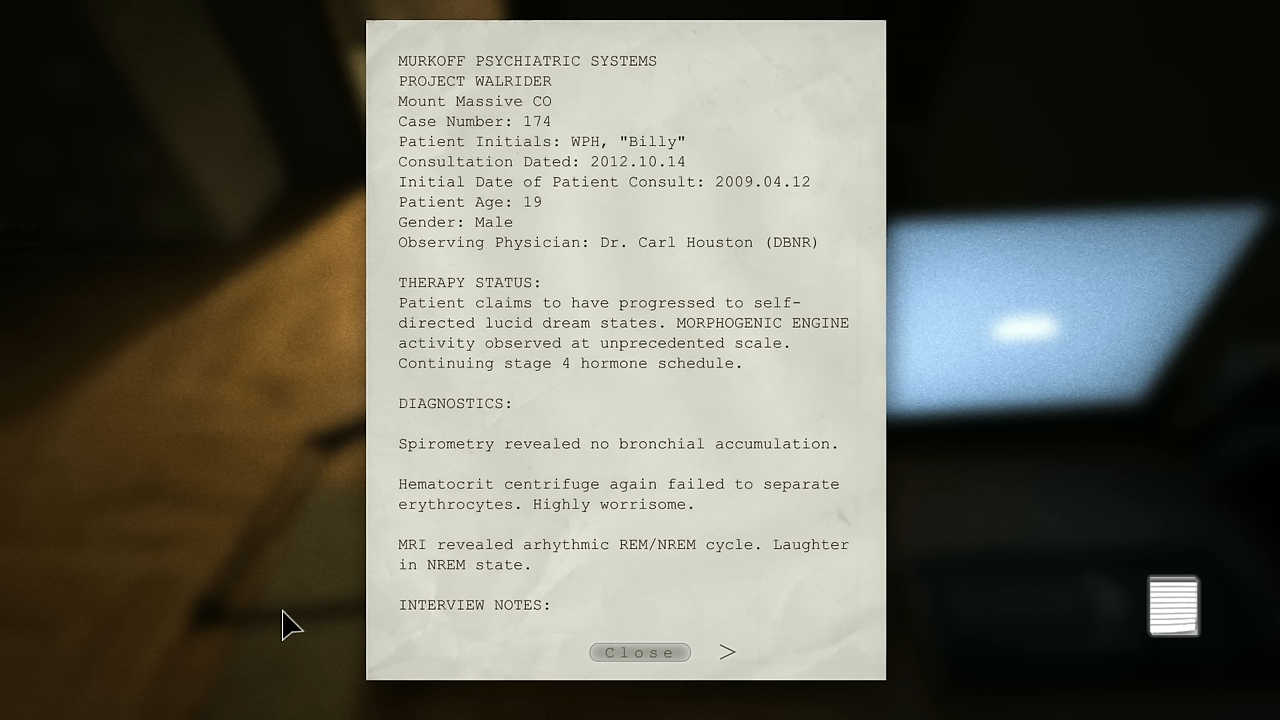 MURKOFF PSYCHIATRIC SYSTEMS
PROJECT WALRIDER
Mount Massive CO
Case Number: 174
Patient Initials: WPH, "Billy"
Consultation Dated: 2012.10.14
Initial Date of Patient Consult: 2009.04.12
Patient Age: 19
Gender: Male
Observing Physician: Dr. Carl Houston (DBNR)
THERAPY STATUS:
Patient claims to have progressed to self-
directed lucid dream states. MORPHOGENIC ENGINE
activity observed at unprecedented scale.
Continuing stage 4 hormone schedule.
DIAGNOSTICS:
Spirometry revealed no bronchial accumulation.
Hematocrit centrifuge again failed to separate
erythrocytes. Highly worrisome.
MRI revealed arhythmic REM/NREM cycle. Laughter
in NREM state.
INTERVIEW NOTES:
Close >